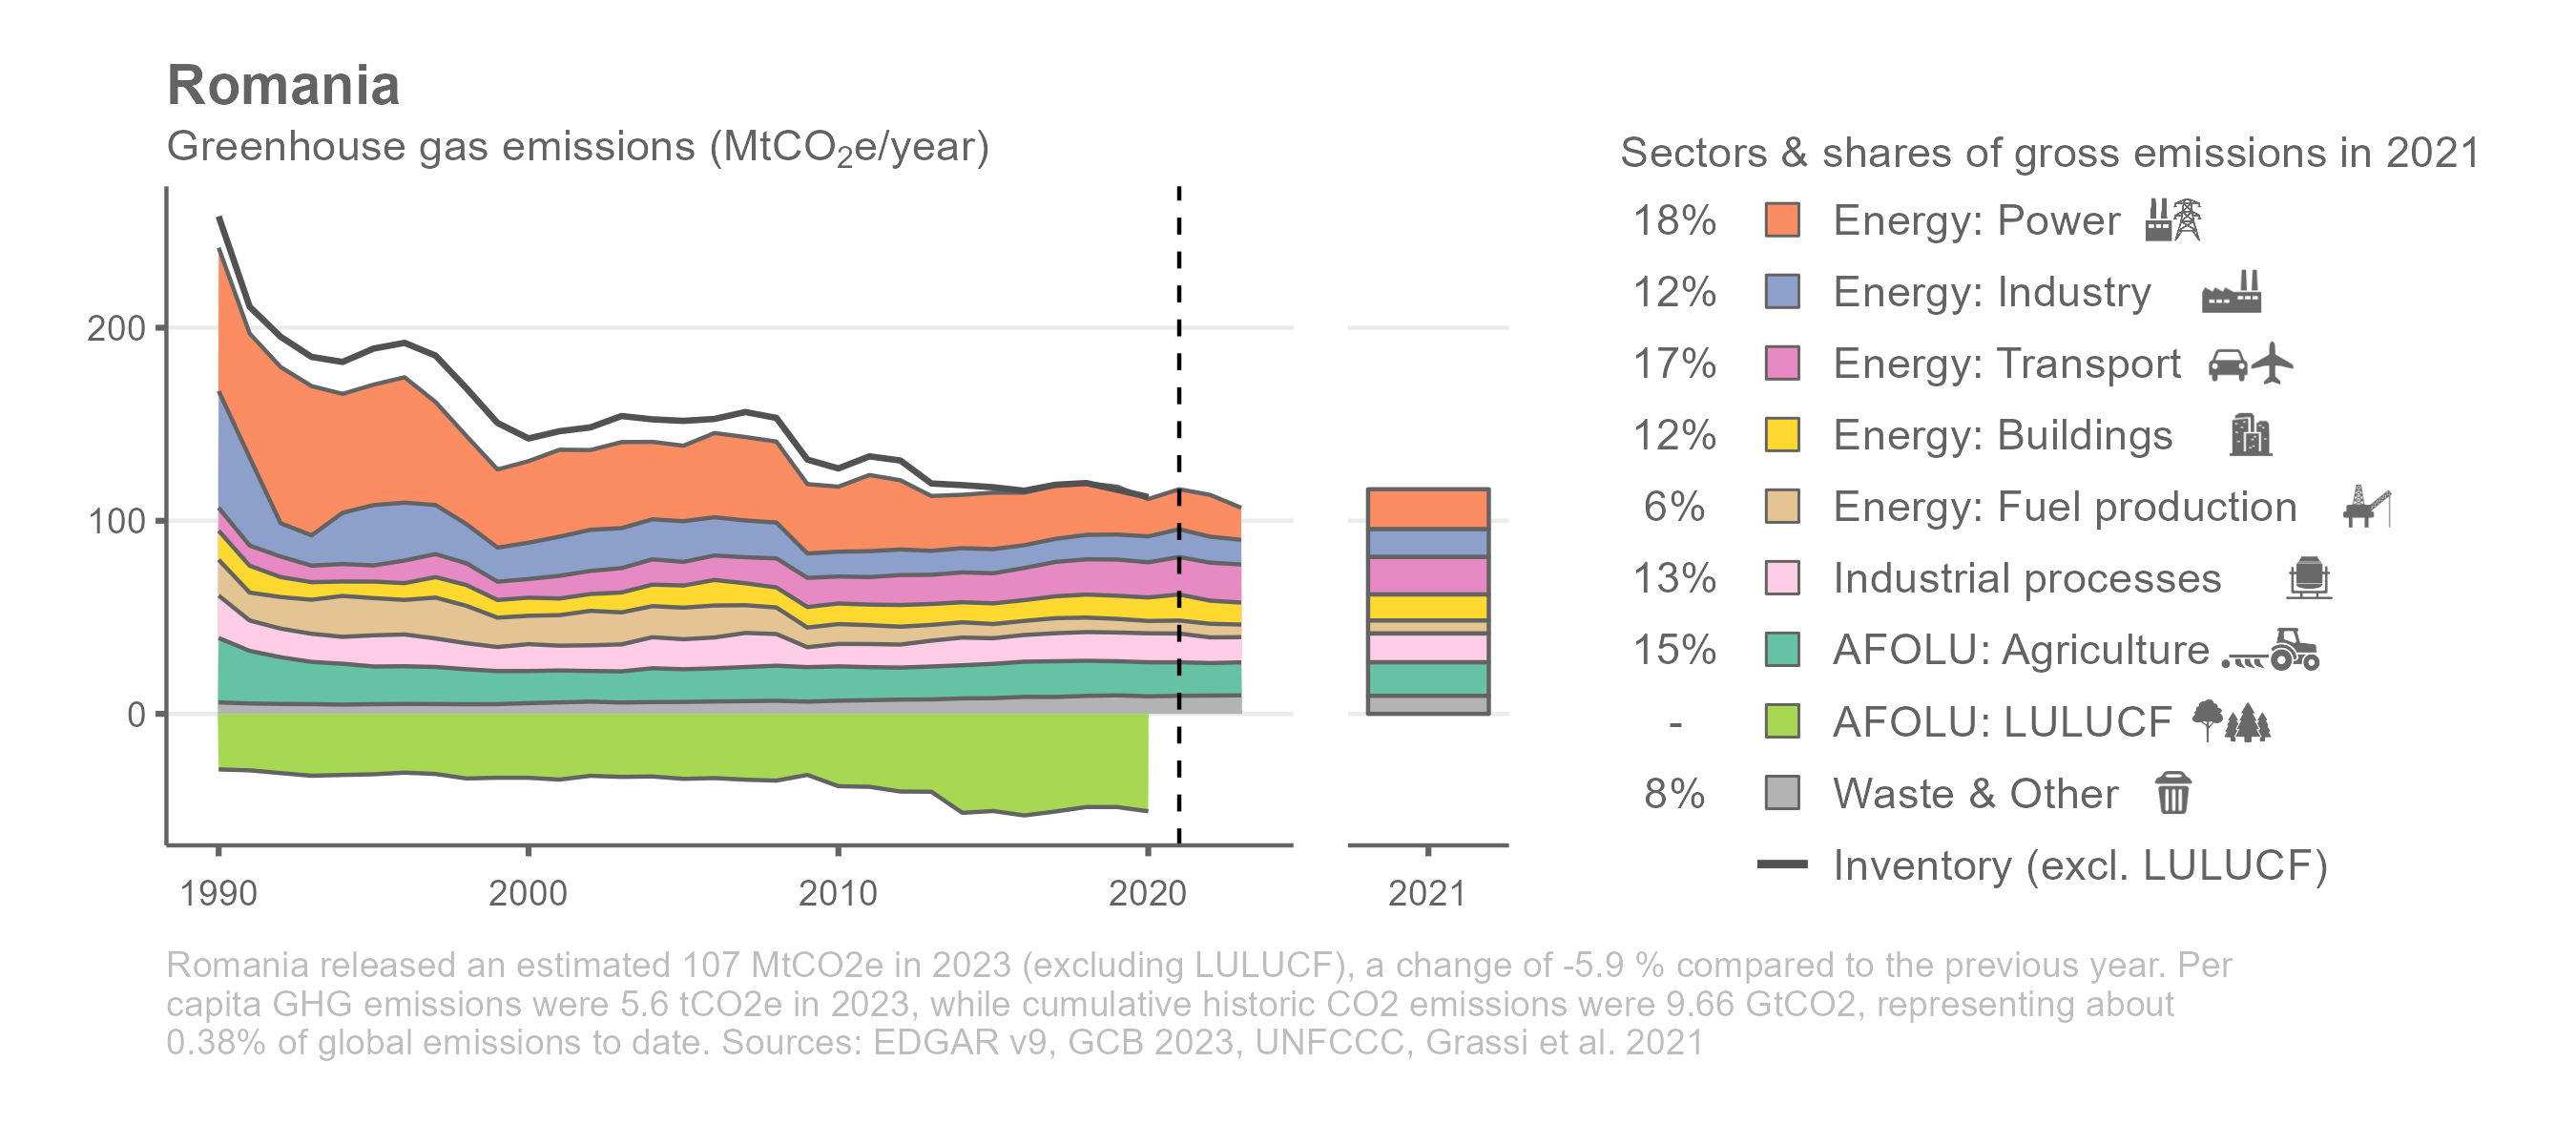 Romania
Greenhouse gas emissions (MtCO₂e/year)
200
100
0
1990
2000
2010
2020
2021
Sectors & shares of gross emissions in 2021
18% Energy: Power
12% Energy: Industry
17% Energy: Transport
12% Energy: Buildings
6% Energy: Fuel production
13% Industrial processes
15% AFOLU: Agriculture
- AFOLU: LULUCF
8% Waste & Other
Inventory (excl. LULUCF)
Romania released an estimated 107 MtCO2e in 2023 (excluding LULUCF), a change of -5.9 % compared to the previous year. Per
capita GHG emissions were 5.6 tCO2e in 2023, while cumulative historic CO2 emissions were 9.66 GtCO2, representing about
0.38% of global emissions to date. Sources: EDGAR v9, GCB 2023, UNFCCC, Grassi et al. 2021